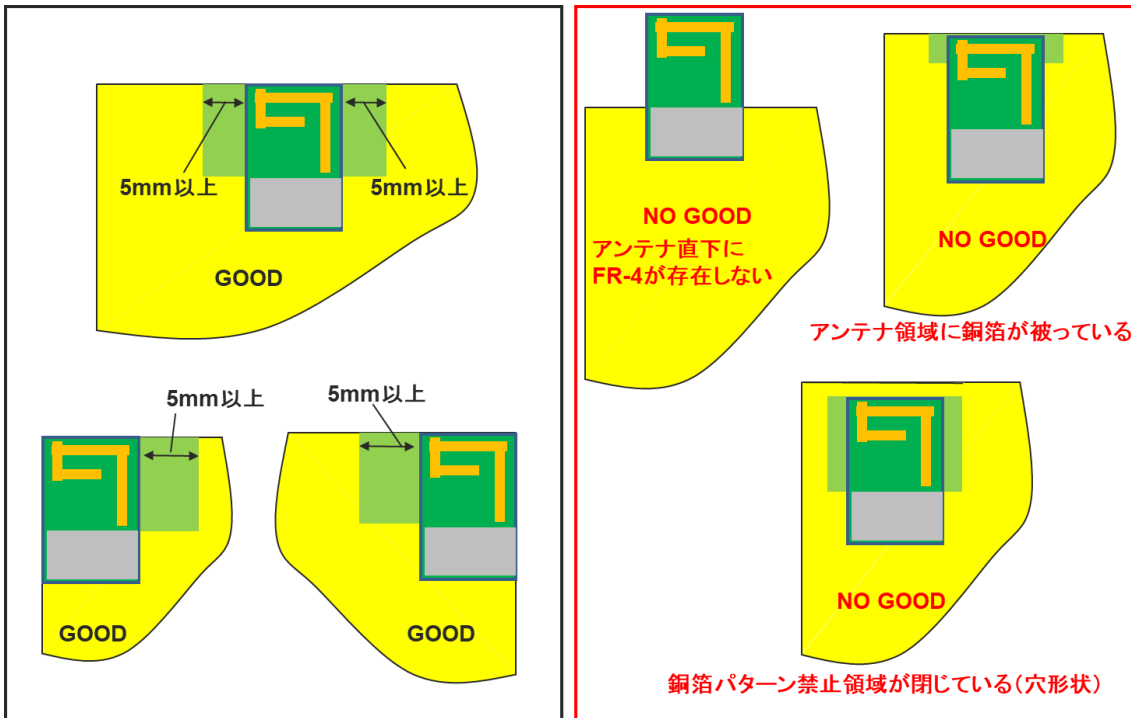 5mm以上
5mm以上
GOOD
5mm以上
5mm以上
GOOD
GOOD
NO GOOD
アンテナ直下に
FR-4が存在しない
NO GOOD
アンテナ領域に銅箔が被っている
NO GOOD
銅箔パターン禁止領域が閉じている（穴形状）